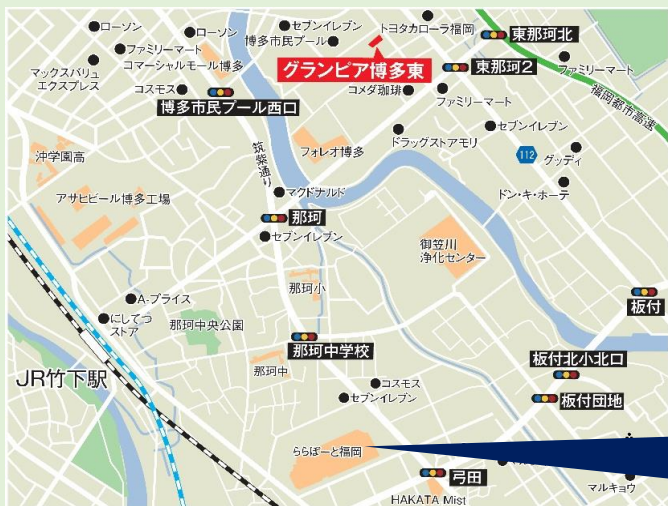 ローソン
ローソン
セブンイレブン
トヨタカローラ福岡
東那珂北
ファミリーマート
コマーシャルモール博多
博多市民プール
マックスバリュ
エクスプレス
グランピア博多東
東那珂2
ファミリーマート
福岡都市高速
コスモス
コメダ珈琲
ファミリーマート
博多市民プール西口
セブンイレブン
ドラッグストアモリ
沖学園高
筑紫通り
フォレオ博多
112
グッディ
アサヒビール博多工場
マクドナルド
ドン・キ・ホーテ
那珂
セブンイレブン
御笠川
浄化センター
那珂小
A-プライス
板付
にしてつ
ストア
那珂中央公園
那珂中学校
板付北小北口
JR竹下駅
那珂中
コスモス
セブンイレブン
板付団地
ららぽーと福岡
弓田
マルキョウ
HAKATA Mist